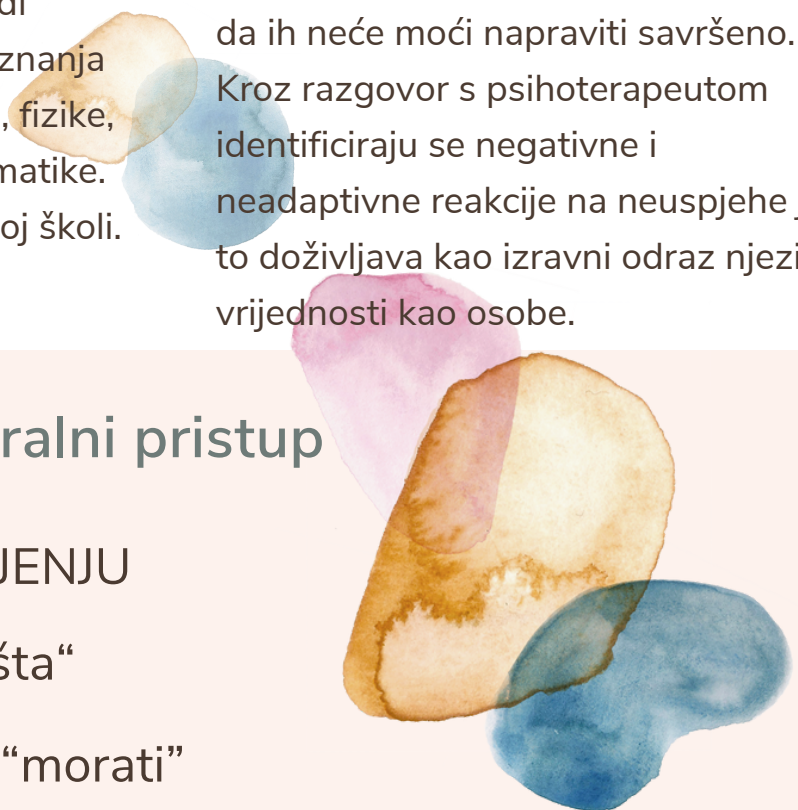 di
znanja
, fizike,
matike.
oj školi.
da ih neće moći napraviti savršeno.
Kroz razgovor s psihoterapeutom
identificiraju se negativne i
neadaptivne reakcije na neuspjehe j
to doživljava kao izravni odraz njezi
vrijednosti kao osobe.
ralni pristup
JENJU
šta“
“morati”